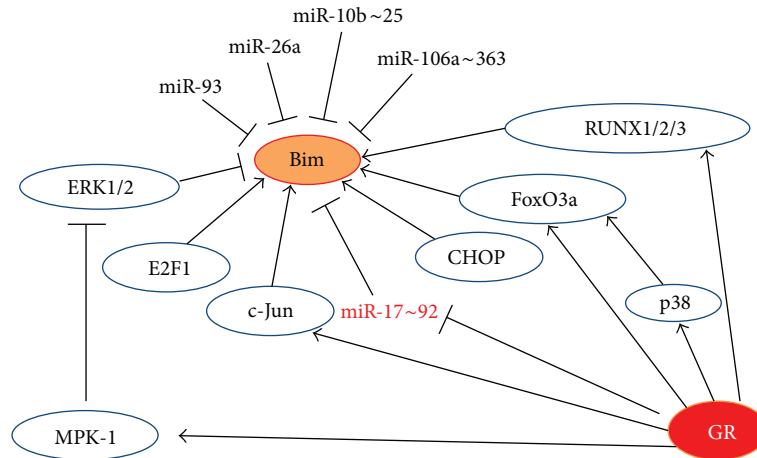 miR-10b~25
miR-26a
miR-106a~363
miR-93
RUNX1/2/3
Bim
ERK1/2
FoxO3a
E2F1
CHOP
c-Jun
miR-17~92
p38
MPK-1
GR